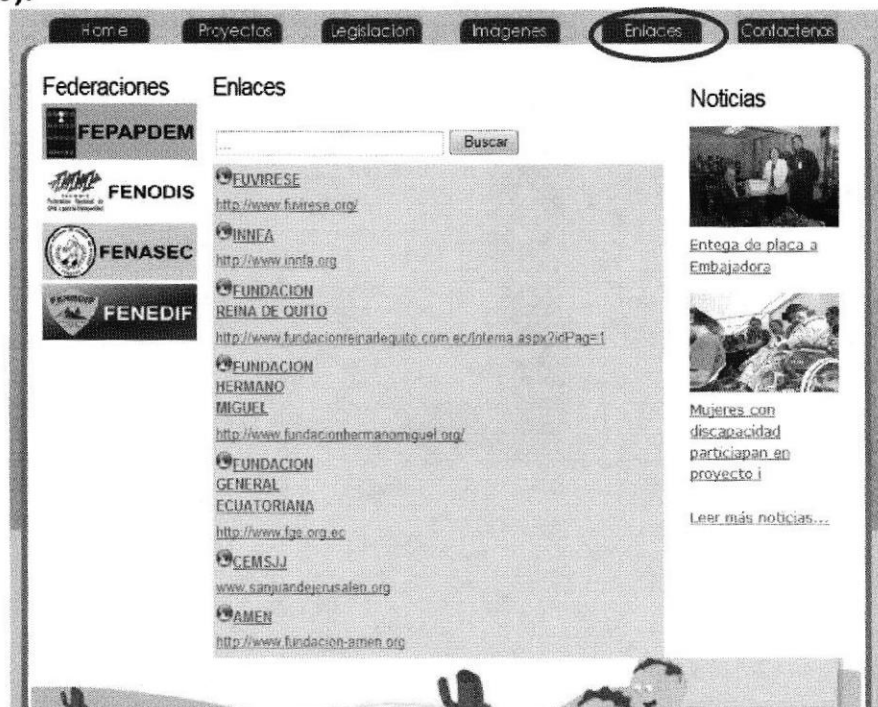 Home Proyectos Legislación Imagenes Enlaces Contactenos
Federaciones
FEPAPDEM
FENODIS
FENASEC
FENEDIF
Enlaces
... Buscar
FUVIRESE
http://www.fuvirese.org/
INNFA
http://www.innfa.org
FUNDACION
REINA DE QUITO
http://www.fundacionreinadequito.com.ec/Interna.aspx?idPag=1
FUNDACION
HERMANO
MIGUEL
http://www.fundacionhermanomiguel.org/
FUNDACION
GENERAL
ECUATORIANA
http://www.fge.org.ec
CEMSJJ
www.sanjuandejerusalen.org
AMEN
http://www.fundacion-amen.org
Noticias
Entega de placa a
Embajadora
Mujeres con
discapacidad
particiapan en
proyecto i
Leer más noticias...